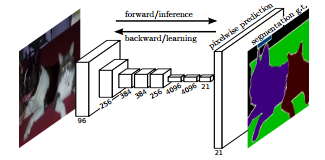 forward/inference
backward/learning
pixelwise prediction
segmentation g.t.
96
256
384
384
256
4096
4096
21
21